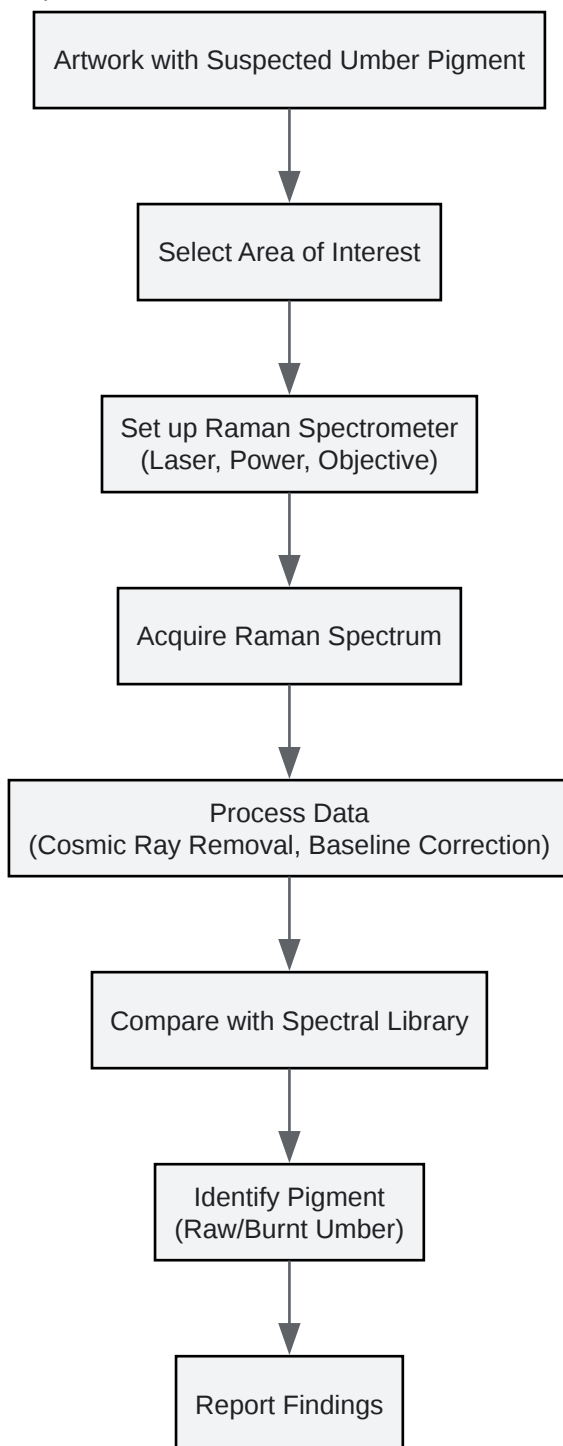 Artwork with Suspected Umber Pigment
Select Area of Interest
Set up Raman Spectrometer
(Laser, Power, Objective)
Acquire Raman Spectrum
Process Data
(Cosmic Ray Removal, Baseline Correction)
Compare with Spectral Library
Identify Pigment
(Raw/Burnt Umber)
Report Findings